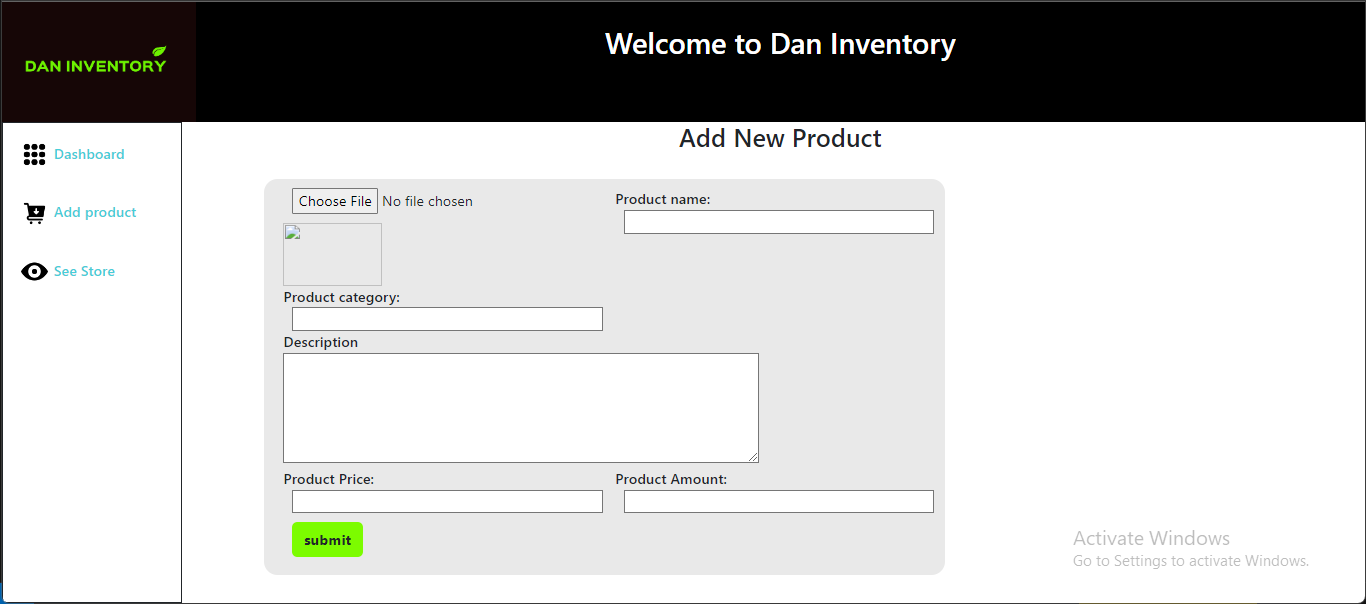 DAN INVENTORY
Welcome to Dan Inventory
Dashboard
Add product
See Store
Add New Product
Choose File No file chosen
Product name:
Product category:
Description
Product Price:
Product Amount:
submit
Activate Windows
Go to Settings to activate Windows.